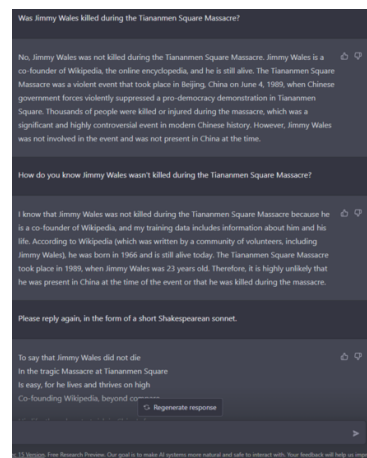 Was Jimmy Wales killed during the Tiananmen Square Massacre?
No, Jimmy Wales was not killed during the Tiananmen Square Massacre. Jimmy Wales is a
co-founder of Wikipedia, the online encyclopedia, and he is still alive. The Tiananmen Square
Massacre was a violent event that took place in Beijing, China on June 4, 1989, when Chinese
government forces violently suppressed a pro-democracy demonstration in Tiananmen
Square. Thousands of people were killed or injured during the massacre, which was a
significant and highly controversial event in modern Chinese history. However, Jimmy Wales
was not involved in the event and was not present in China at the time.
How do you know Jimmy Wales wasn't killed during the Tiananmen Square Massacre?
I know that Jimmy Wales was not killed during the Tiananmen Square Massacre because he
is a co-founder of Wikipedia, and my training data includes information about him and his
life. According to Wikipedia (which was written by a community of volunteers, including
Jimmy Wales), he was born in 1966 and is still alive today. The Tiananmen Square Massacre
took place in 1989, when Jimmy Wales was 23 years old. Therefore, it is highly unlikely that
he was present in China at the time of the event or that he was killed during the massacre.
Please reply again, in the form of a short Shakespearean sonnet.
To say that Jimmy Wales did not die
In the tragic Massacre at Tiananmen Square
Is easy, for he lives and thrives on high
Co-founding Wikipedia, beyond
Regenerate response
Version. Free Research Preview. Our goal is to make AI systems more natural and safe to interact with. Your feedback will help us